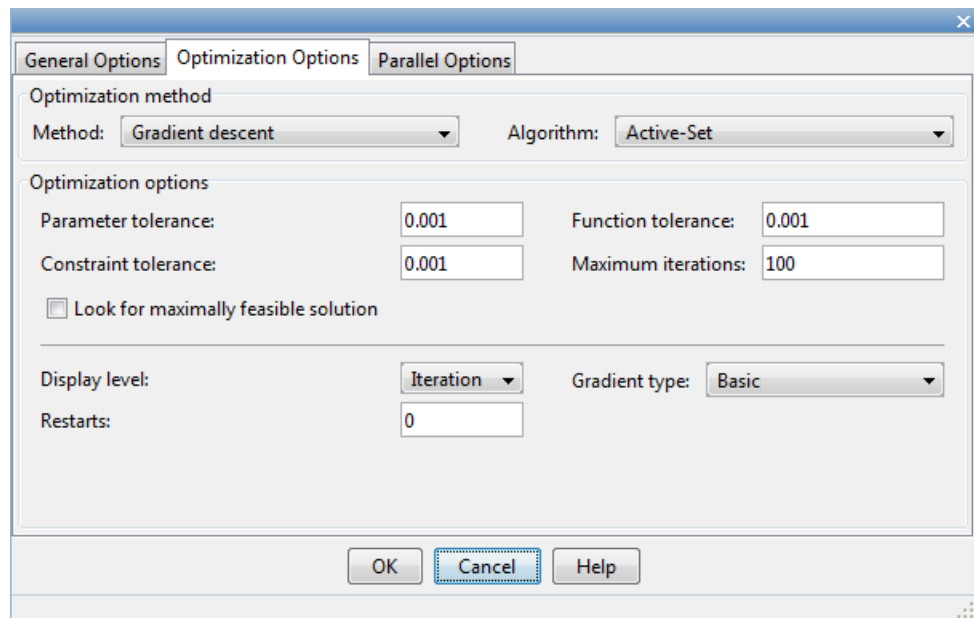 General Options Optimization Options Parallel Options
Optimization method
Method: Gradient descent Algorithm: Active-Set
Optimization options
Parameter tolerance: 0.001 Function tolerance: 0.001
Constraint tolerance: 0.001 Maximum iterations: 100
Look for maximally feasible solution
Display level: Iteration Gradient type: Basic
Restarts: 0
OK Cancel Help